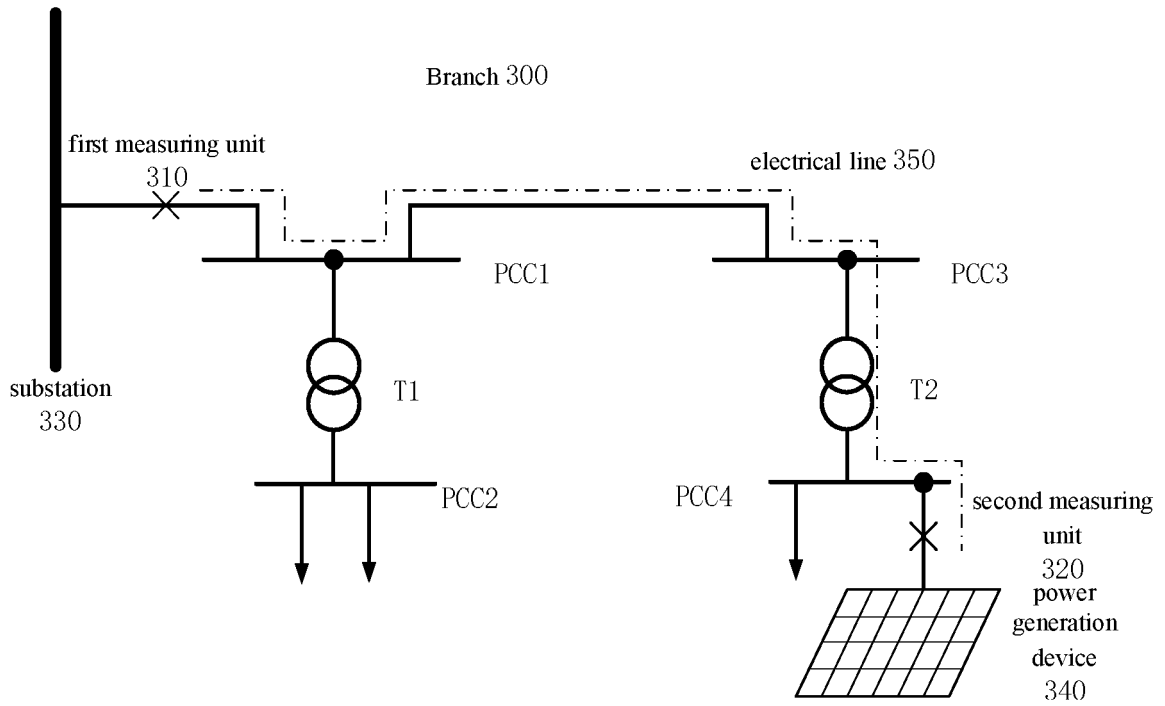 Branch 300
first measuring unit
310
electrical line 350
PCC1
PCC3
substation
330
T1
T2
PCC2
PCC4
second measuring
unit
320
power
generation
device
340